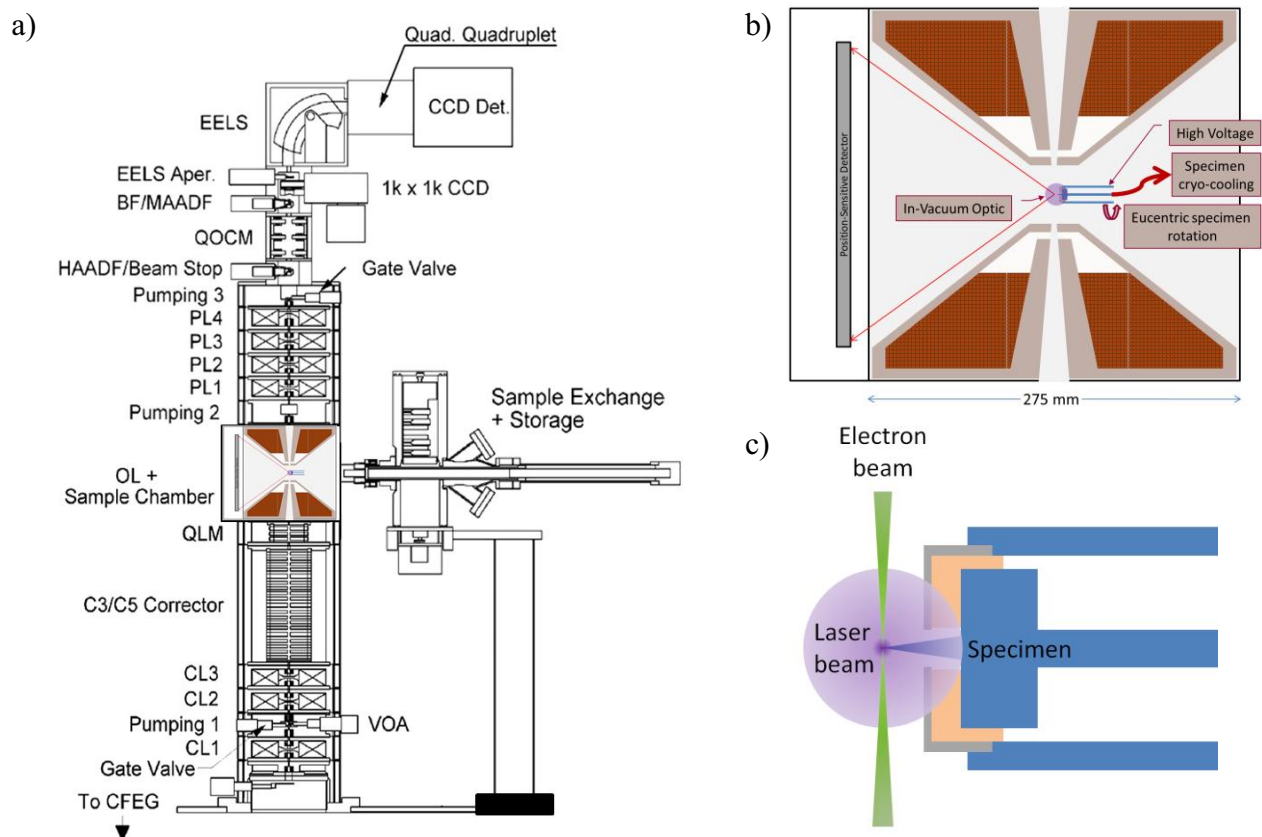 a)
Quad. Quadruplet
CCD Det.
EELS
EELS Aper.
1k x 1k CCD
BF/MAADF
QOCM
HAADF/Beam Stop
Gate Valve
Pumping 3
PL4
PL3
PL2
PL1
Pumping 2
Sample Exchange
+ Storage
OL +
Sample Chamber
QLM
C3/C5 Corrector
CL3
CL2
Pumping 1
VOA
CL1
Gate Valve
To CFEG
b)
Position-Sensitive Detector
High Voltage
Specimen
cryo-cooling
In-Vacuum Optic
Eucentric specimen
rotation
275 mm
c)
Electron
beam
Laser
beam
Specimen